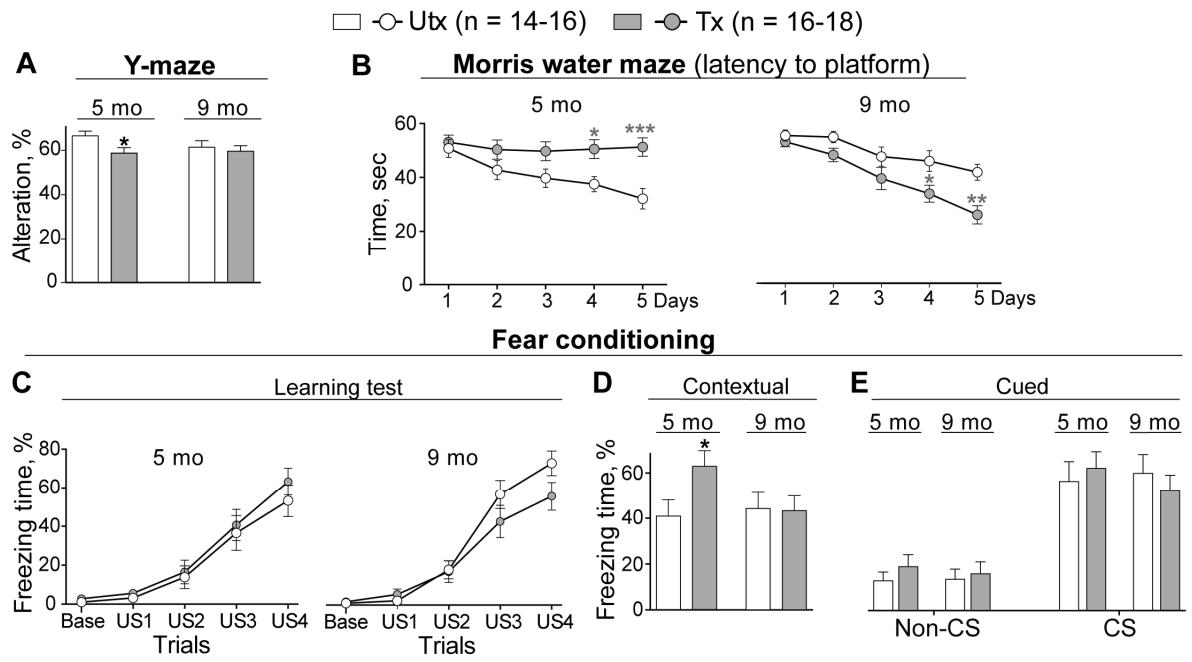 Utx (n = 14-16) Tx (n = 16-18)
A Y-maze
5 mo 9 mo
Alteration, %
60
40
20
0
*
B Morris water maze (latency to platform)
5 mo 9 mo
Time, sec
60
40
20
0
* ***
* **
1 2 3 4 5 Days
1 2 3 4 5 Days
Fear conditioning
C Learning test
5 mo 9 mo
Freezing time, %
80
60
40
20
0
Base US1 US2 US3 US4
Trials
Base US1 US2 US3 US4
Trials
D Contextual
5 mo 9 mo
*
Freezing time, %
60
40
20
0
E Cued
5 mo 9 mo 5 mo 9 mo
Non-CS CS